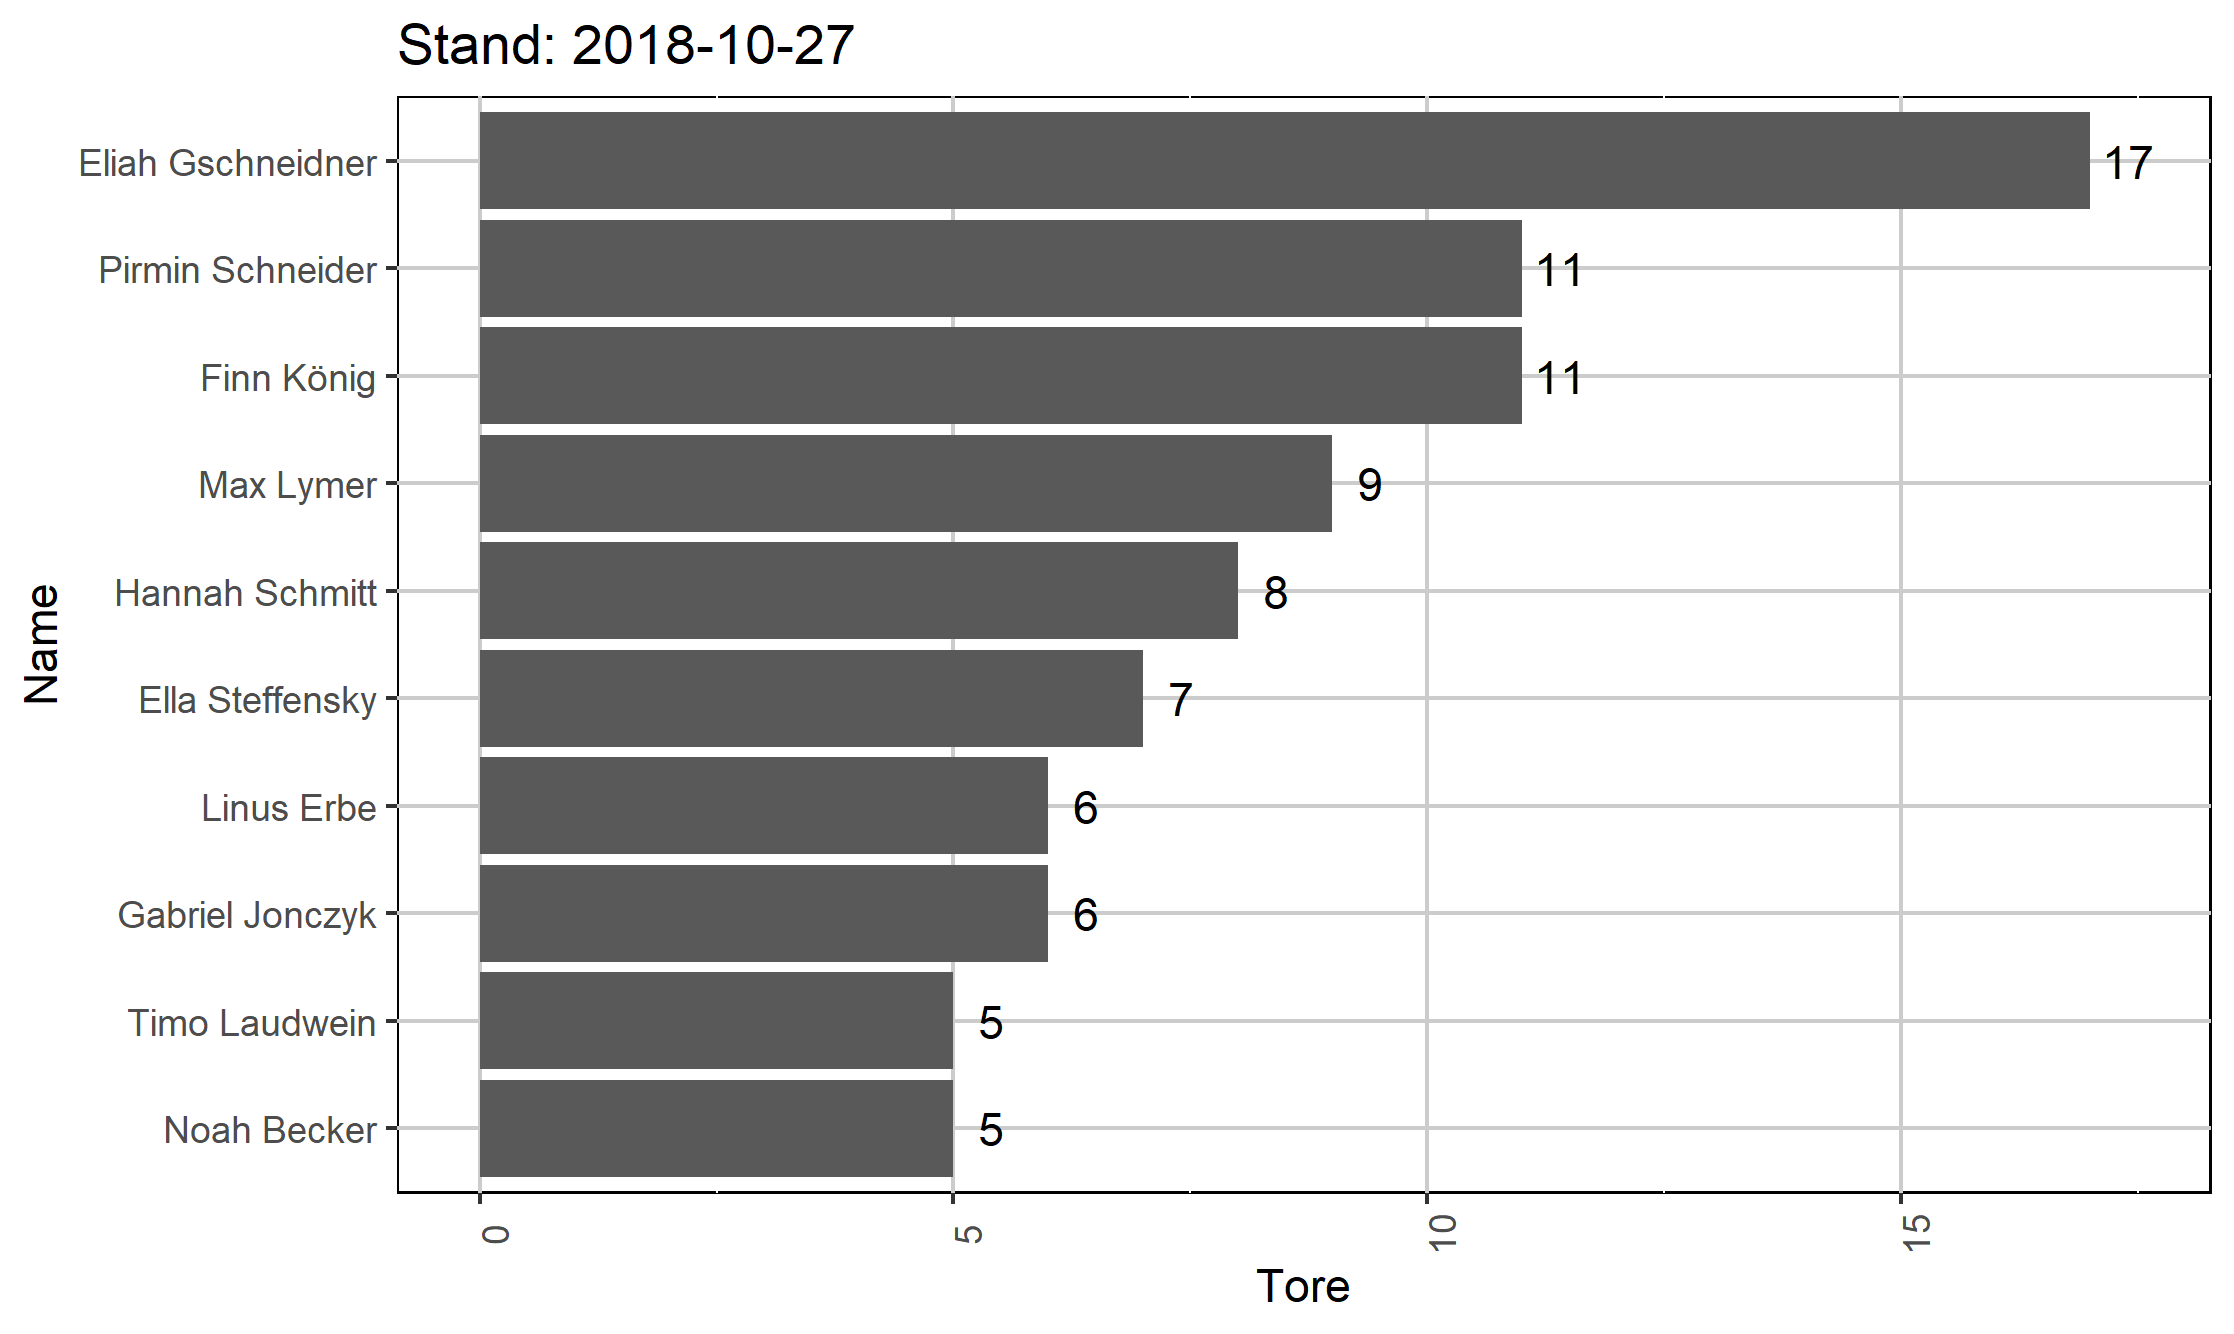 Stand: 2018-10-27
Eliah Gschneidner 17
Pirmin Schneider 11
Finn König 11
Max Lymer 9
Hannah Schmitt 8
Ella Steffensky 7
Linus Erbe 6
Gabriel Jonczyk 6
Timo Laudwein 5
Noah Becker 5
Name
0 5 10 15
Tore